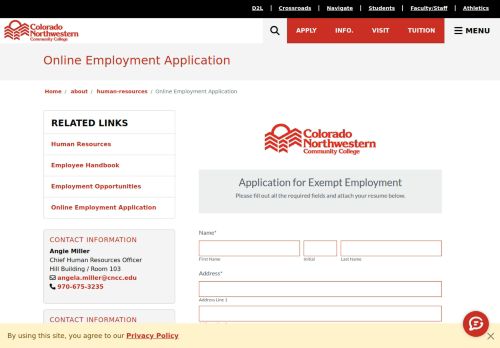 D2L | Crossroads | Navigate | Students | Faculty/Staff | Athletics
Colorado
Northwestern
Community College
APPLY INFO. VISIT TUITION MENU
Online Employment Application
Home / about / human-resources / Online Employment Application
RELATED LINKS
Human Resources
Employee Handbook
Employment Opportunities
Online Employment Application
CONTACT INFORMATION
Angie Miller
Chief Human Resources Officer
Hill Building / Room 103
angela.miller@cncc.edu
970-675-3235
CONTACT INFORMATION
Colorado
Northwestern
Community College
Application for Exempt Employment
Please fill out all the required fields and attach your resume below.
Name*
First Name Initial Last Name
Address*
Address Line 1
By using this site, you agree to our Privacy Policy